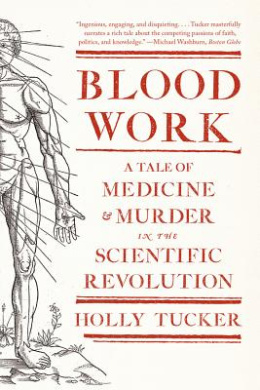 "Ingenious, engaging, and disquieting. . . . Tucker masterfully
narrates a rich tale about the competing passions of faith,
politics, and knowledge." —Michael Washburn, Boston Globe
BLOOD
WORK
A TALE OF
MEDICINE
& MURDER
IN THE
SCIENTIFIC
REVOLUTION
HOLLY TUCKER